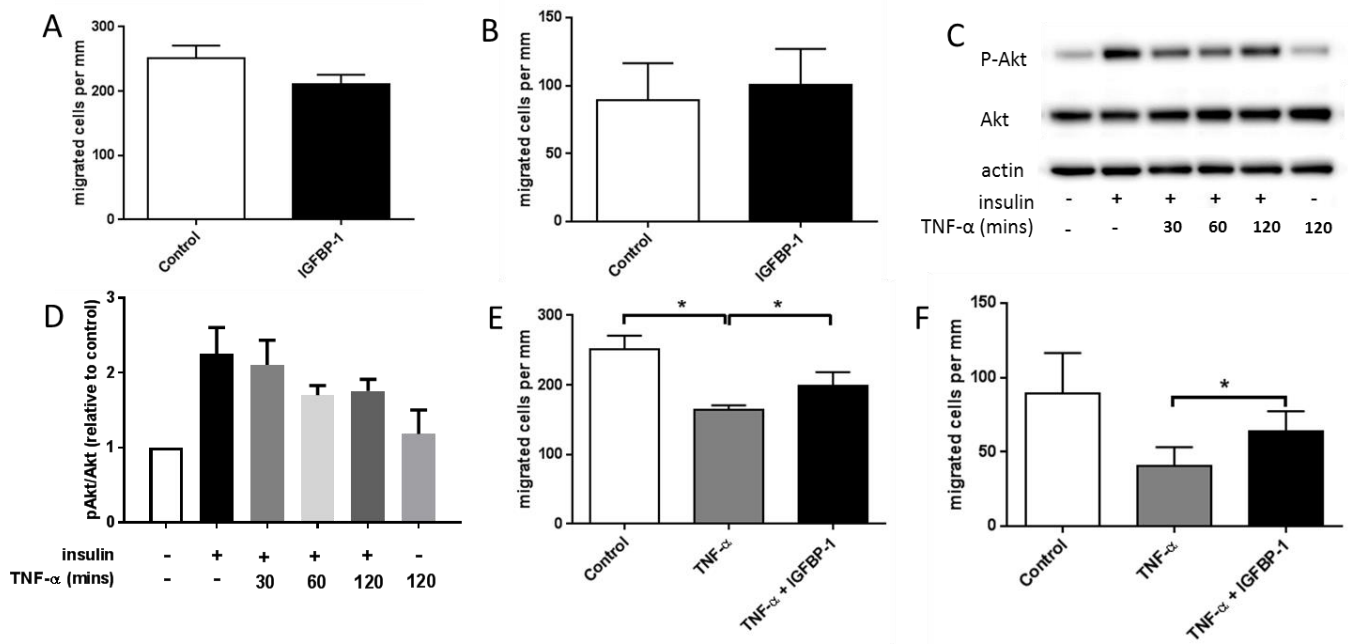 A
migrated cells per mm
300
200
100
0
Control
IGFBP-1
B
migrated cells per mm
150
100
50
0
Control
IGFBP-1
C
P-Akt
Akt
actin
insulin - + + + + -
TNF-α (mins) - - 30 60 120 120
D
pAkt/Akt (relative to control)
3
2
1
0
insulin - + + + + -
TNF-α (mins) - - 30 60 120 120
E
migrated cells per mm
300
200
100
0
* *
Control
TNF-α
TNF-α + IGFBP-1
F
migrated cells per mm
150
100
50
0
*
Control
TNF-α
TNF-α + IGFBP-1